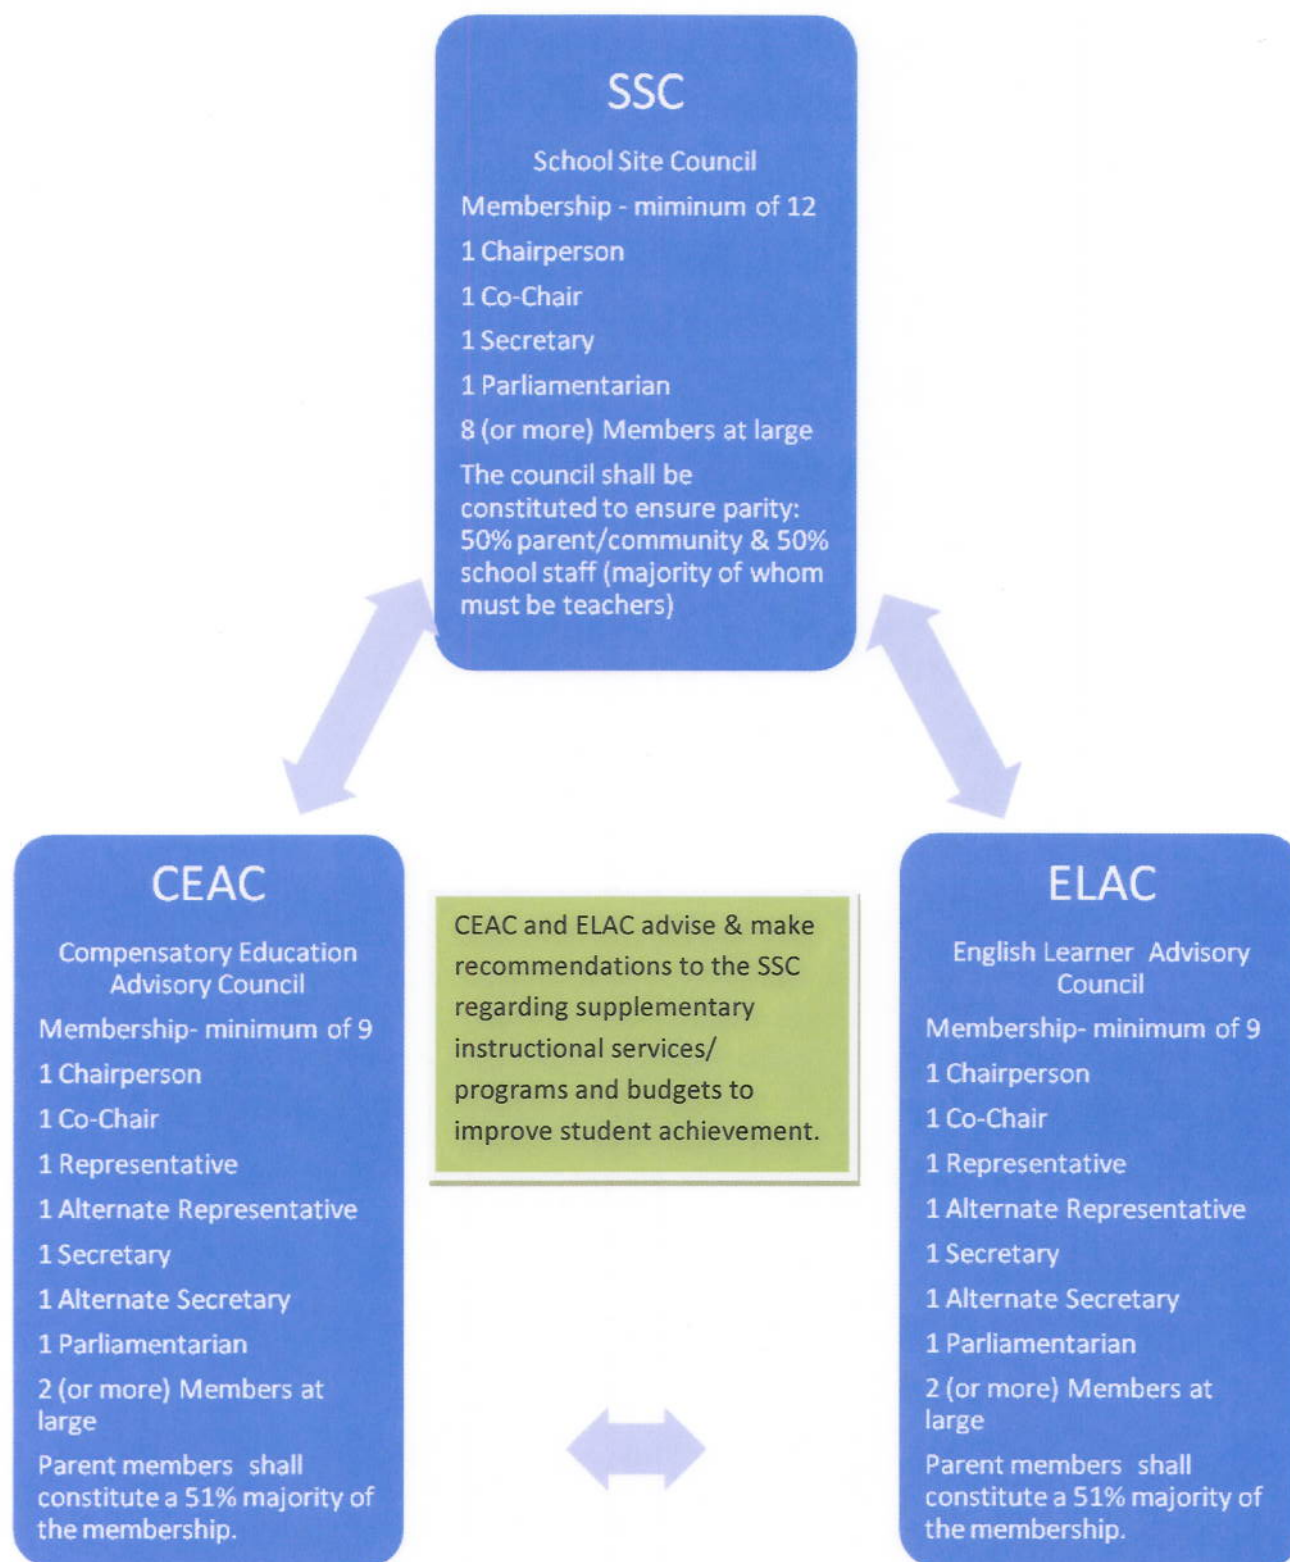 SSC
School Site Council
Membership - miminum of 12
1 Chairperson
1 Co-Chair
1 Secretary
1 Parliamentarian
8 (or more) Members at large
The council shall be
constituted to ensure parity:
50% parent/community & 50%
school staff (majority of whom
must be teachers)
CEAC
Compensatory Education
Advisory Council
Membership- minimum of 9
1 Chairperson
1 Co-Chair
1 Representative
1 Alternate Representative
1 Secretary
1 Alternate Secretary
1 Parliamentarian
2 (or more) Members at
large
Parent members shall
constitute a 51% majority of
the membership.
CEAC and ELAC advise & make
recommendations to the SSC
regarding supplementary
instructional services/
programs and budgets to
improve student achievement.
ELAC
English Learner Advisory
Council
Membership- minimum of 9
1 Chairperson
1 Co-Chair
1 Representative
1 Alternate Representative
1 Secretary
1 Alternate Secretary
1 Parliamentarian
2 (or more) Members at
large
Parent members shall
constitute a 51% majority of
the membership.